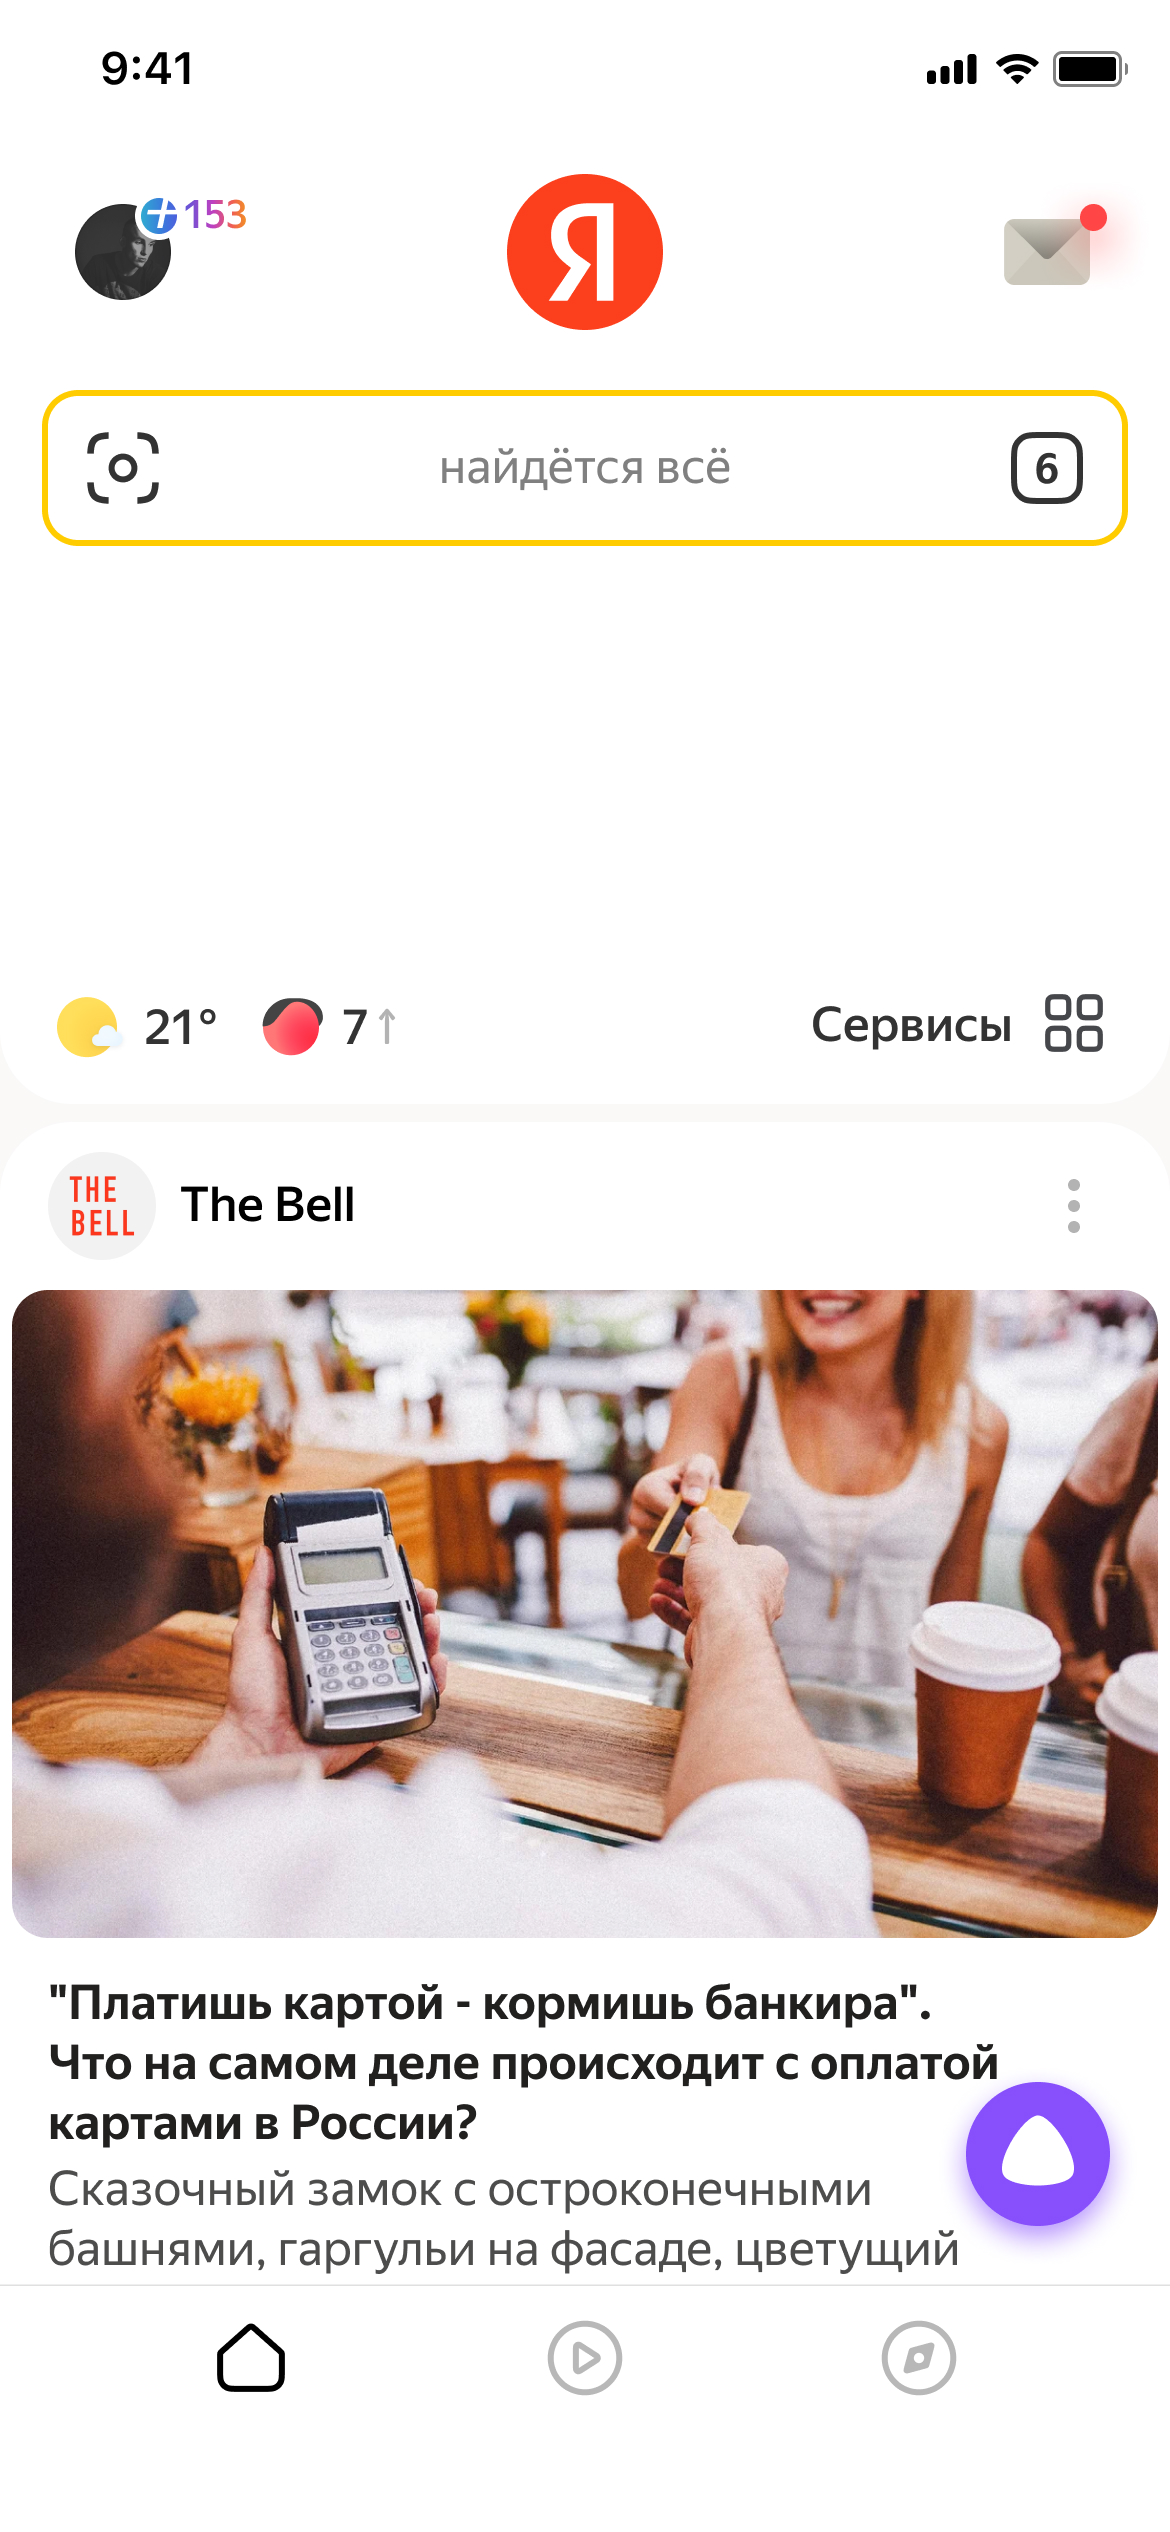 9:41
153
Я
найдётся всё
6
21°
7↑
Сервисы
THE
BELL
The Bell
"Платишь картой - кормишь банкира".
Что на самом деле происходит с оплатой
картами в России?
Сказочный замок с остроконечными
башнями, гаргульи на фасаде, цветущий